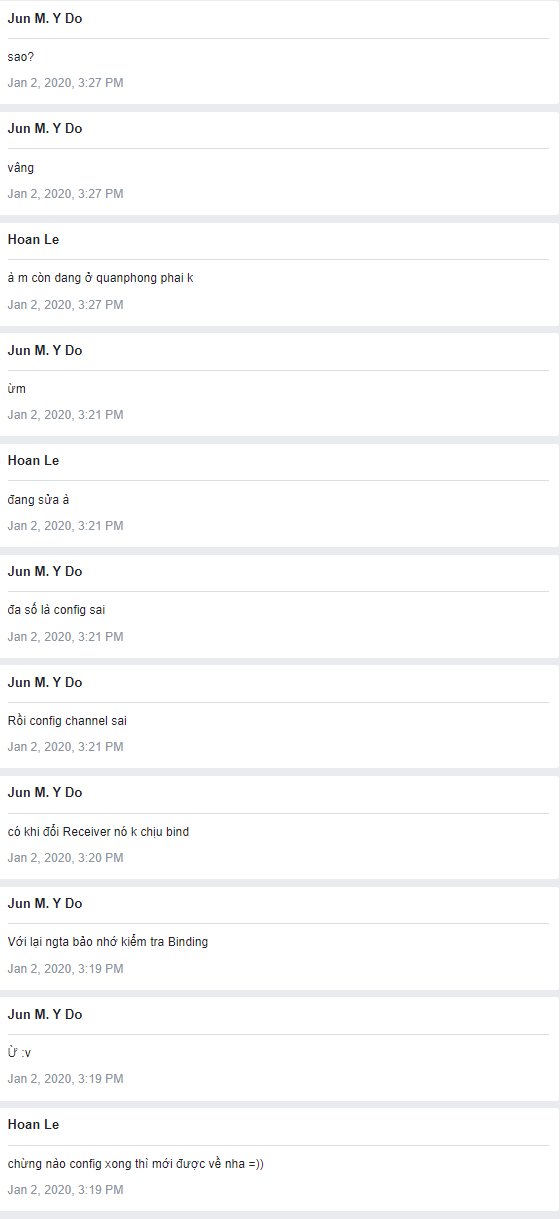 Jun M. Y Do
sao?
Jan 2, 2020, 3:27 PM
Jun M. Y Do
vâng
Jan 2, 2020, 3:27 PM
Hoan Le
à m còn dang ở quanphong phai k
Jan 2, 2020, 3:27 PM
Jun M. Y Do
ừm
Jan 2, 2020, 3:21 PM
Hoan Le
đang sửa à
Jan 2, 2020, 3:21 PM
Jun M. Y Do
đa số là config sai
Jan 2, 2020, 3:21 PM
Jun M. Y Do
Rồi config channel sai
Jan 2, 2020, 3:21 PM
Jun M. Y Do
có khi đổi Receiver nó k chịu bind
Jan 2, 2020, 3:20 PM
Jun M. Y Do
Với lại ngta bảo nhớ kiểm tra Binding
Jan 2, 2020, 3:19 PM
Jun M. Y Do
Ừ :v
Jan 2, 2020, 3:19 PM
Hoan Le
chừng nào config xong thì mới được về nha =))
Jan 2, 2020, 3:19 PM